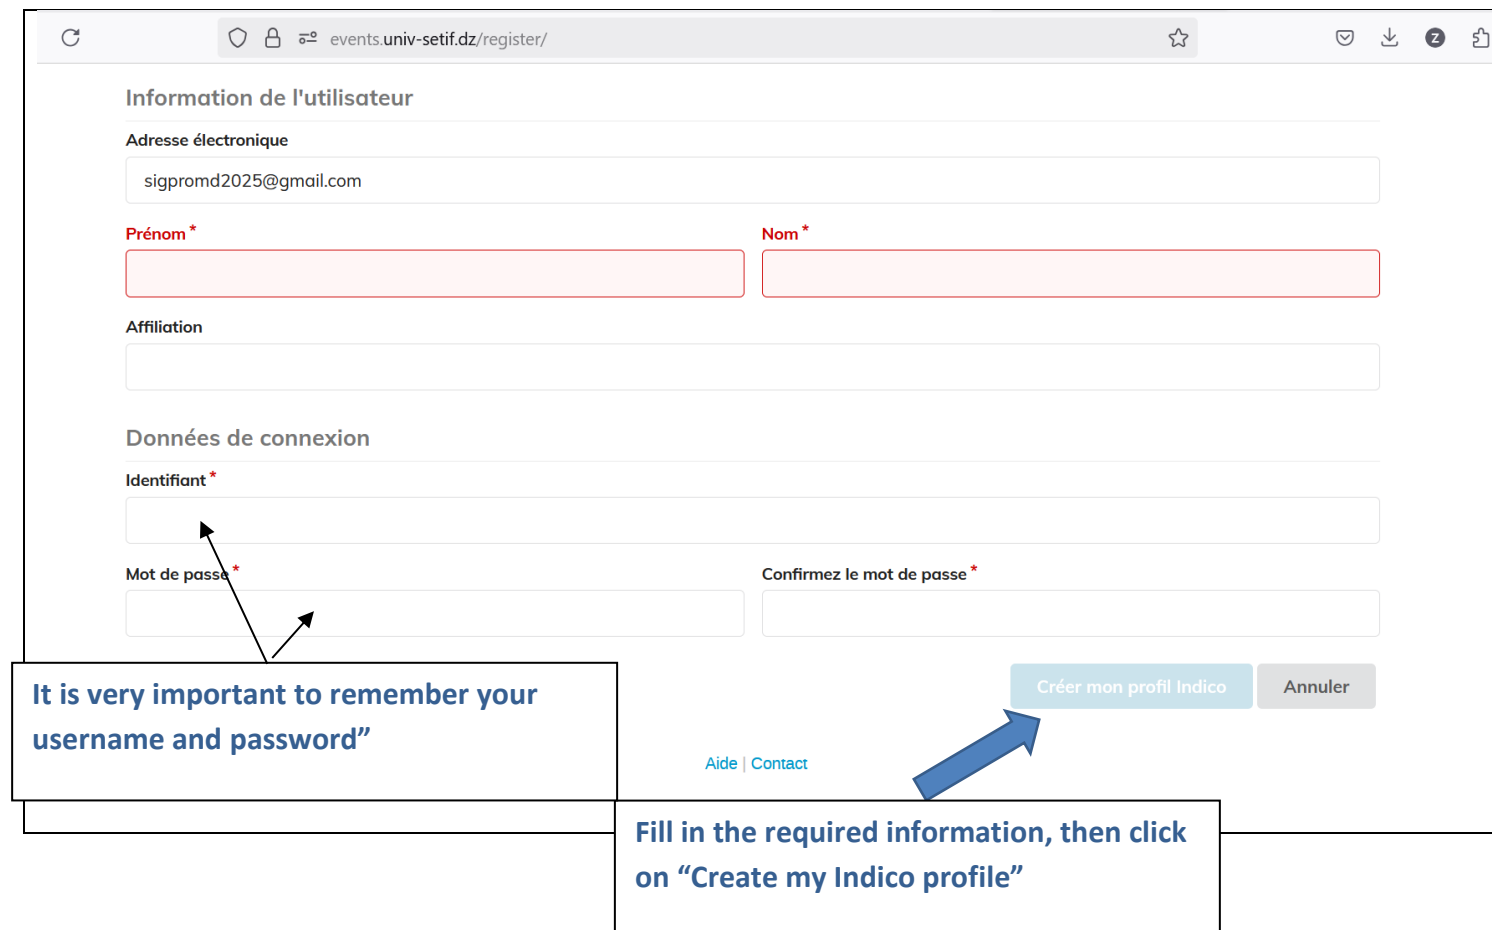 events.univ-setif.dz/register/
Z
Information de l'utilisateur
Adresse électronique
sigpromd2025@gmail.com
Prénom * Nom *
Affiliation
Données de connexion
Identifiant *
Mot de passe * Confirmez le mot de passe *
Créer mon profil Indico Annuler
It is very important to remember your
username and password”
Aide | Contact
Fill in the required information, then click
on “Create my Indico profile”